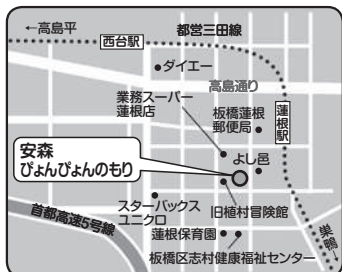 ←高島平
都営三田線
西台駅
●ダイエー
高島通り
業務スーパー
蓮根店
板橋蓮根
郵便局
蓮根駅
安森
ぴょんぴょんのもり
よし邑
スターバックス
ユニクロ
旧植村冒険館
首都高速5号線
蓮根保育園
板橋区志村健康福祉センター
巣鴨→